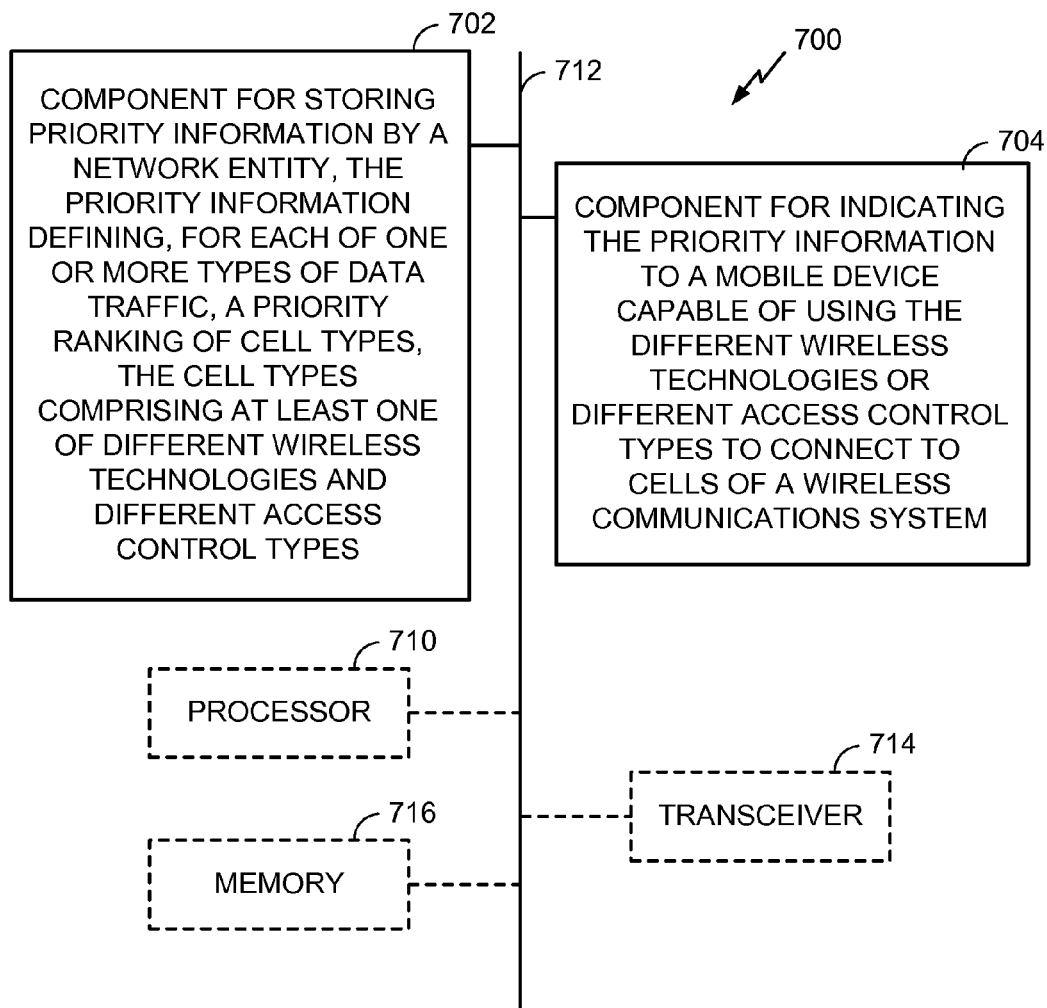 702
COMPONENT FOR STORING
PRIORITY INFORMATION BY A
NETWORK ENTITY, THE
PRIORITY INFORMATION
DEFINING, FOR EACH OF ONE
OR MORE TYPES OF DATA
TRAFFIC, A PRIORITY
RANKING OF CELL TYPES,
THE CELL TYPES
COMPRISING AT LEAST ONE
OF DIFFERENT WIRELESS
TECHNOLOGIES AND
DIFFERENT ACCESS
CONTROL TYPES
712
700
704
COMPONENT FOR INDICATING
THE PRIORITY INFORMATION
TO A MOBILE DEVICE
CAPABLE OF USING THE
DIFFERENT WIRELESS
TECHNOLOGIES OR
DIFFERENT ACCESS CONTROL
TYPES TO CONNECT TO
CELLS OF A WIRELESS
COMMUNICATIONS SYSTEM
710
PROCESSOR
714
TRANSCEIVER
716
MEMORY